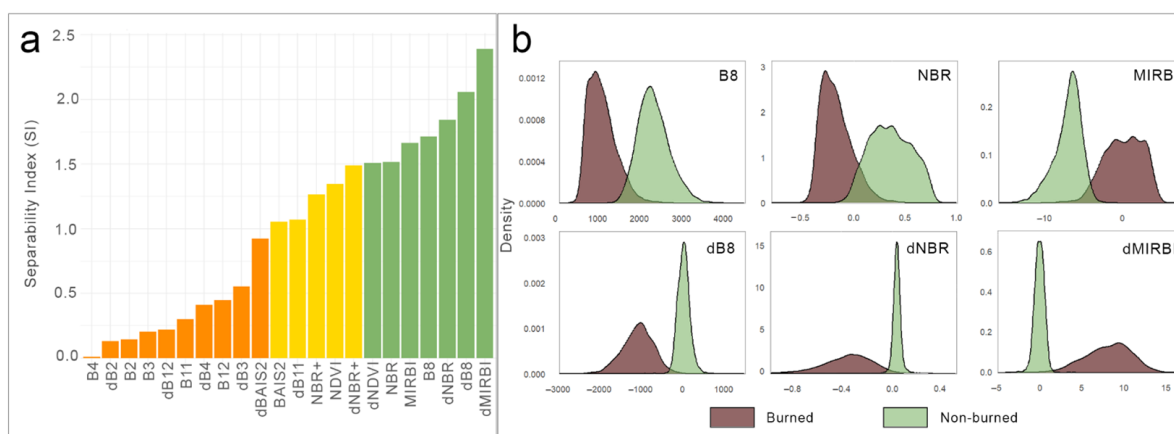 a
Separability Index (SI)
2.5
2.0
1.5
1.0
0.5
0.0
B4
dB2
B2
B3
dB12
B11
dB4
B12
dB3
dBAIS2
BAIS2
dB11
NBR+
NDVI
dNBR+
dNDVI
NBR
MIRBI
B8
dNBR
dB8
dMIRBI
b
Density
B8
0.0012
0.0008
0.0004
0.0000
1000 2000 3000 4000
NBR
3
2
1
0
−0.5 0.0 0.5 1.0
MIRB
0.2
0.1
0.0
−10 0
dB8
0.003
0.002
0.001
0.000
−3000 −2000 −1000 0 1000
dNBR
15
10
5
0
−0.8 −0.4 0.0 0.4
dMIRB
0.6
0.4
0.2
0.0
−5 0 5 10 15
Burned
Non-burned